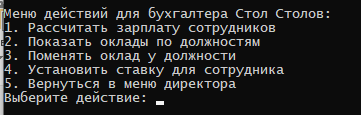 Меню действий для бухгалтера Стол Столов:
1. Рассчитать зарплату сотрудников
2. Показать оклады по должностям
3. Поменять оклад у должности
4. Установить ставку для сотрудника
5. Вернуться в меню директора
Выберите действие: